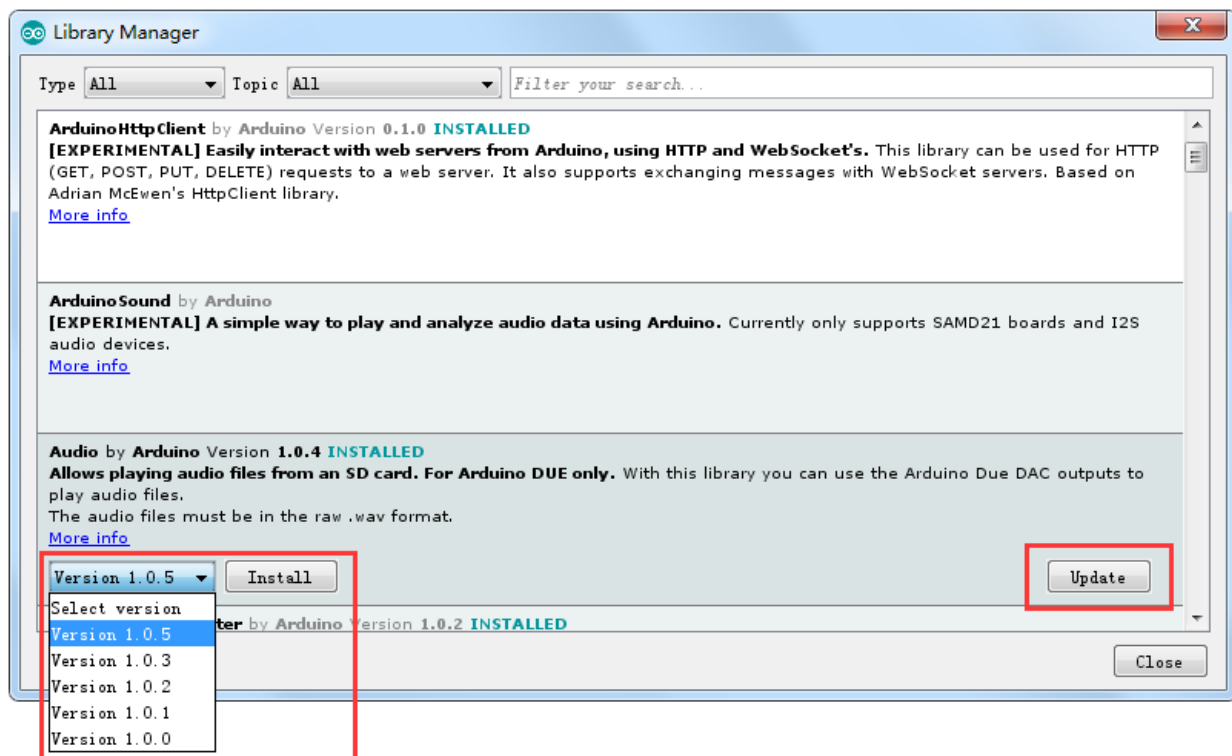 Library Manager
Type All Topic All Filter your search...
ArduinoHttpClient by Arduino Version 0.1.0 INSTALLED
[EXPERIMENTAL] Easily interact with web servers from Arduino, using HTTP and WebSocket's. This library can be used for HTTP
(GET, POST, PUT, DELETE) requests to a web server. It also supports exchanging messages with WebSocket servers. Based on
Adrian McEwen's HttpClient library.
More info
ArduinoSound by Arduino
[EXPERIMENTAL] A simple way to play and analyze audio data using Arduino. Currently only supports SAMD21 boards and I2S
audio devices.
More info
Audio by Arduino Version 1.0.4 INSTALLED
Allows playing audio files from an SD card. For Arduino DUE only. With this library you can use the Arduino Due DAC outputs to
play audio files.
The audio files must be in the raw .wav format.
More info
Version 1.0.5 Install Update
Select version
ter by Arduino Version 1.0.2 INSTALLED
Version 1.0.5
Version 1.0.3
Close
Version 1.0.2
Version 1.0.1
Version 1.0.0